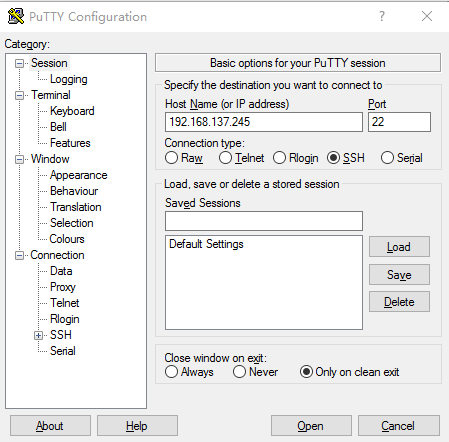 PuTTY Configuration
Category:
Session
Logging
Terminal
Keyboard
Bell
Features
Window
Appearance
Behaviour
Translation
Selection
Colours
Connection
Data
Proxy
Telnet
Rlogin
SSH
Serial
Basic options for your PuTTY session
Specify the destination you want to connect to
Host Name (or IP address) Port
192.168.137.245 22
Connection type:
Raw Telnet Rlogin SSH Serial
Load, save or delete a stored session
Saved Sessions
Default Settings
Load
Save
Delete
Close window on exit:
Always Never Only on clean exit
About Help Open Cancel